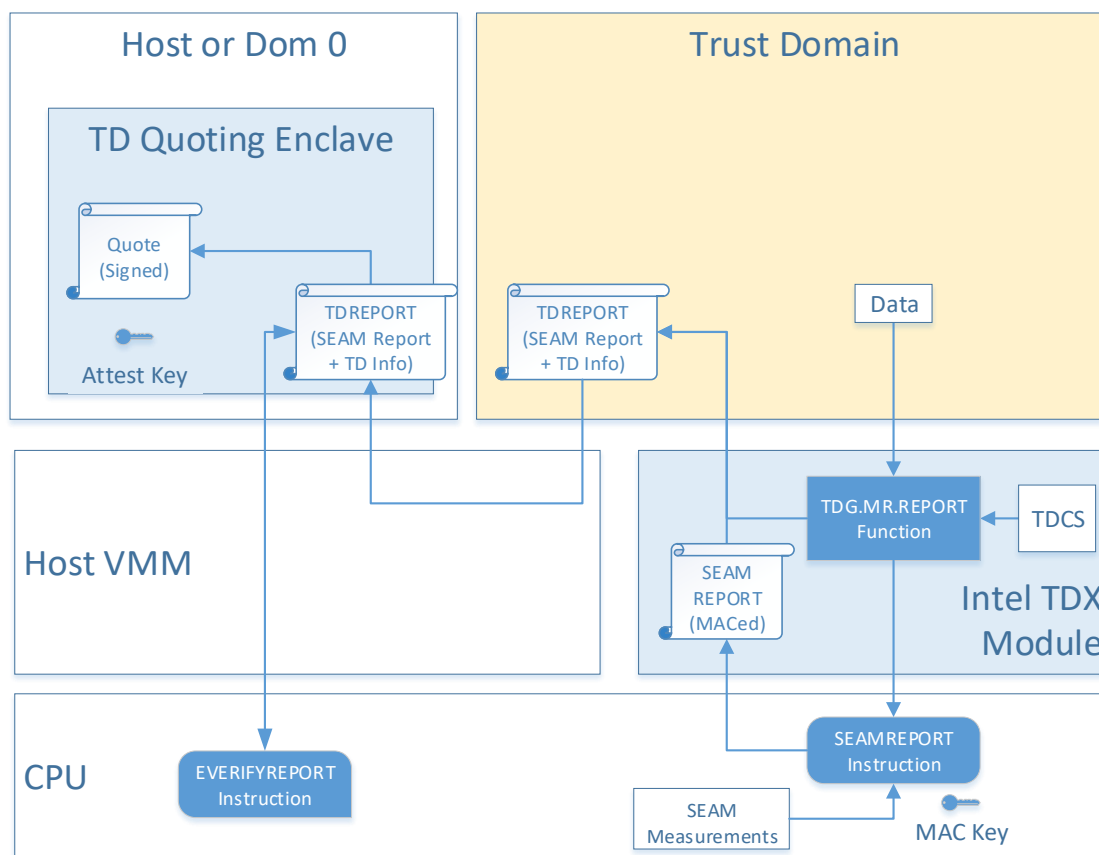 Host or Dom 0
Trust Domain
TD Quoting Enclave
Quote
(Signed)
Attest Key
TDREPORT
(SEAM Report
+ TD Info)
TDREPORT
(SEAM Report
+ TD Info)
Data
Host VMM
TDG.MR.REPORT
Function
TDCS
SEAM
REPORT
(MACed)
Intel TDX
Module
CPU
EVERIFYREPORT
Instruction
SEAMREPORT
Instruction
SEAM
Measurements
MAC Key